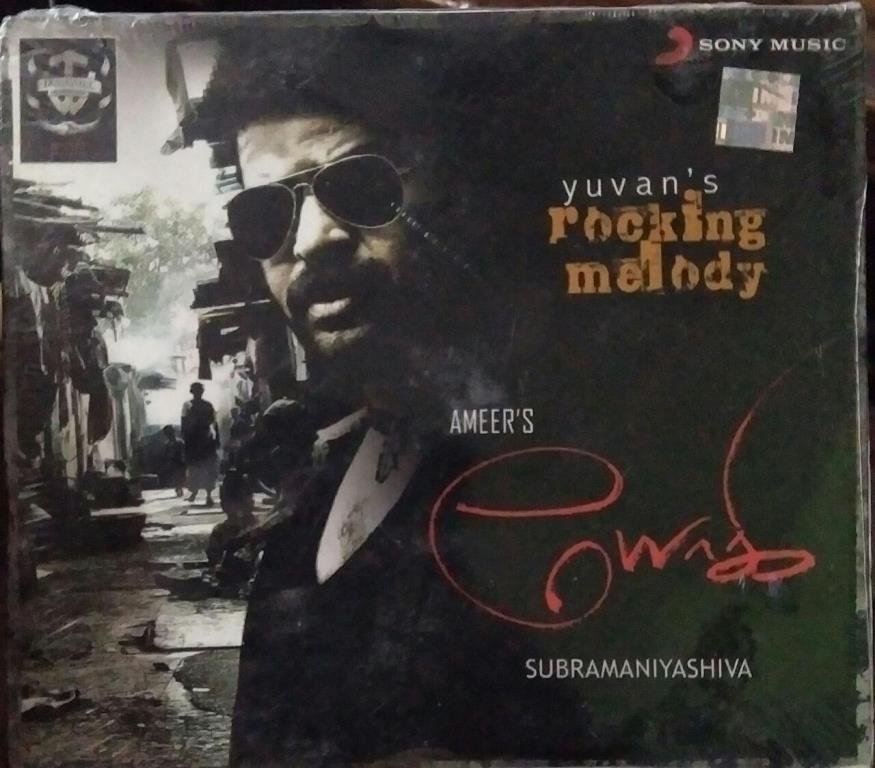 SONY MUSIC
yuvan's
rocking
melody
AMEER'S
யோகி
SUBRAMANIYASHIVA